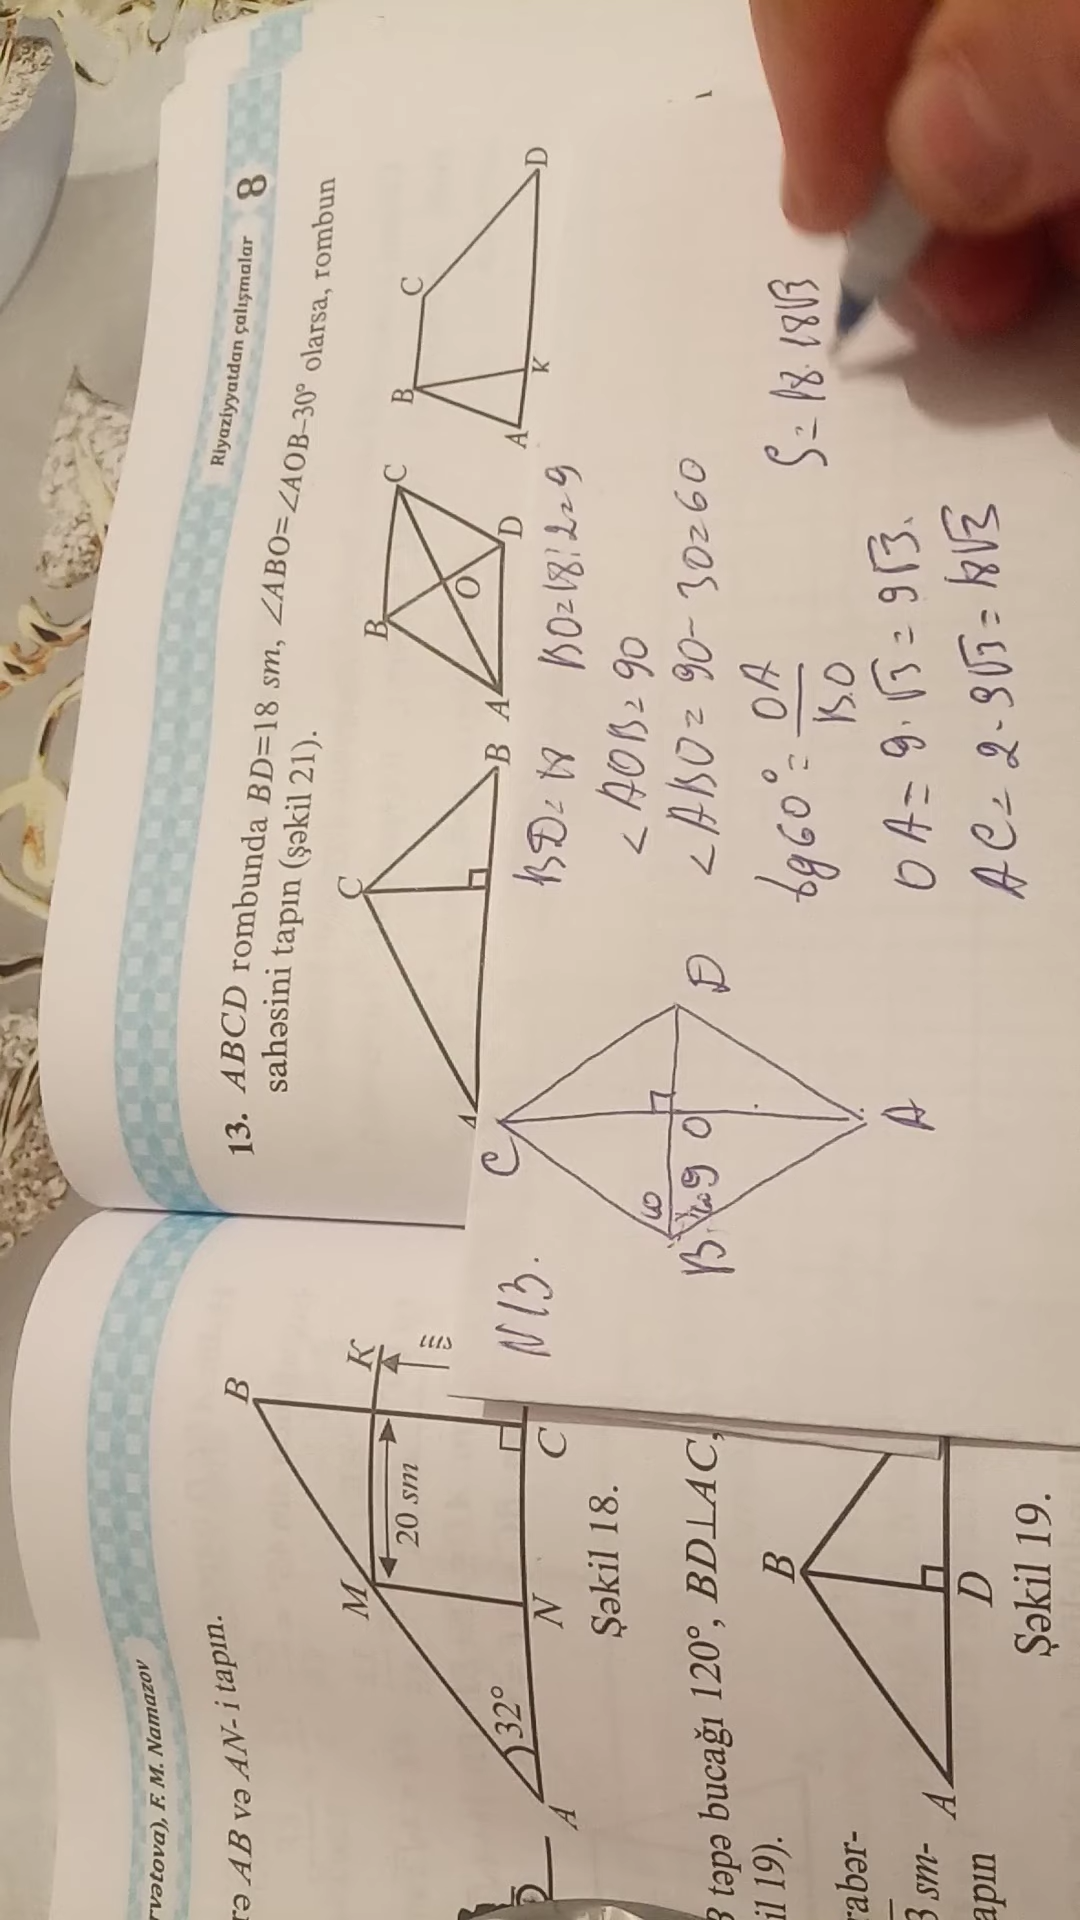 rvətova), F. M. Namazov
rə AB və AN- i tapın.
B
M
K
20 sm
32°
A
N
C
Şəkil 18.
B təpə bucağı 120°, BD⊥AC,
il 19).
rabər-
3 sm-
apın
B
A
D
Şəkil 19.
Riyaziyyatdan çalışmalar 8
13. ABCD rombunda BD=18 sm, ∠ABO=∠AOB–30° olarsa, rombun
sahəsini tapın (şəkil 21).
C
A
B
B
C
O
A
D
B
C
A
K
D
N13.
C
B
D
O
9
A
BD=18 BO=18:2=9
<AOB=90
<ABO=90-30=60
tg60°=OA/BO
OA=9·√3=9√3.
AC=2·9√3=18√3
S=18·18√3